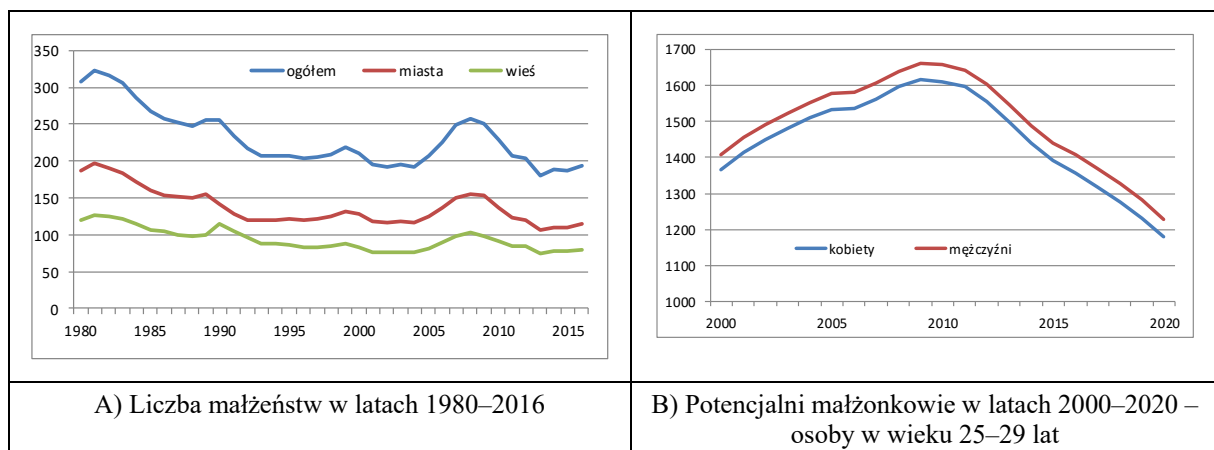 350
300
250
200
150
100
50
0
ogółem miasta wieś
1980 1985 1990 1995 2000 2005 2010 2015
1700
1600
1500
1400
1300
1200
1100
1000
kobiety mężczyźni
2000 2005 2010 2015 2020
A) Liczba małżeństw w latach 1980–2016
B) Potencjalni małżonkowie w latach 2000–2020 –
osoby w wieku 25–29 lat